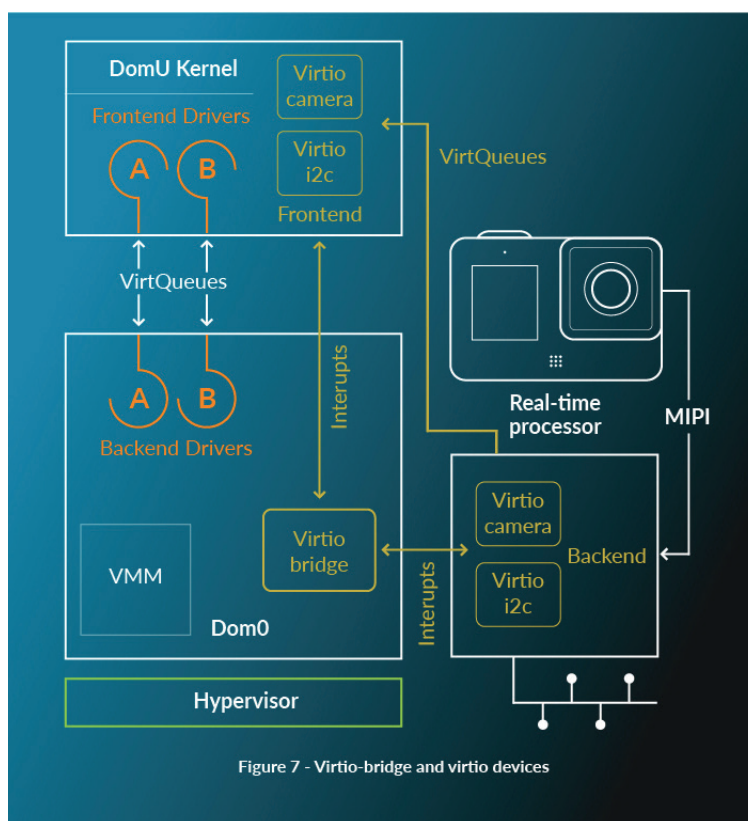 DomU Kernel
Frontend Drivers
A
B
Virtio
camera
Virtio
i2c
Frontend
VirtQueues
VirtQueues
Interupts
A
B
Backend Drivers
VMM
Virtio
bridge
Dom0
Interupts
Real-time
processor
MIPI
Virtio
camera
Virtio
i2c
Backend
Hypervisor
Figure 7 - Virtio-bridge and virtio devices